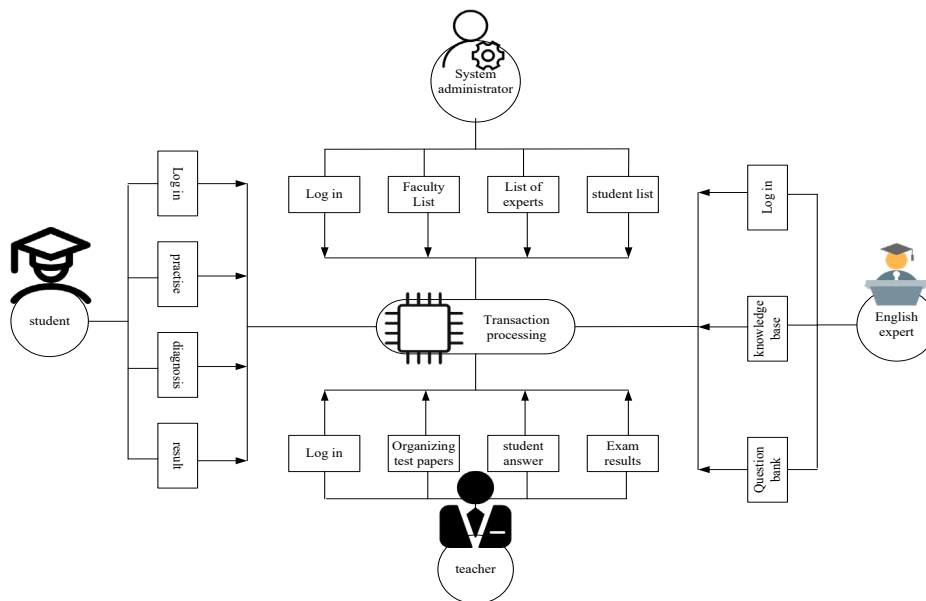 System
administrator
Log in
Faculty
List
List of
experts
student list
Log in
practise
diagnosis
result
student
Transaction
processing
Log in
knowledge
base
Question
bank
English
expert
Log in
Organizing
test papers
student
answer
Exam
results
teacher